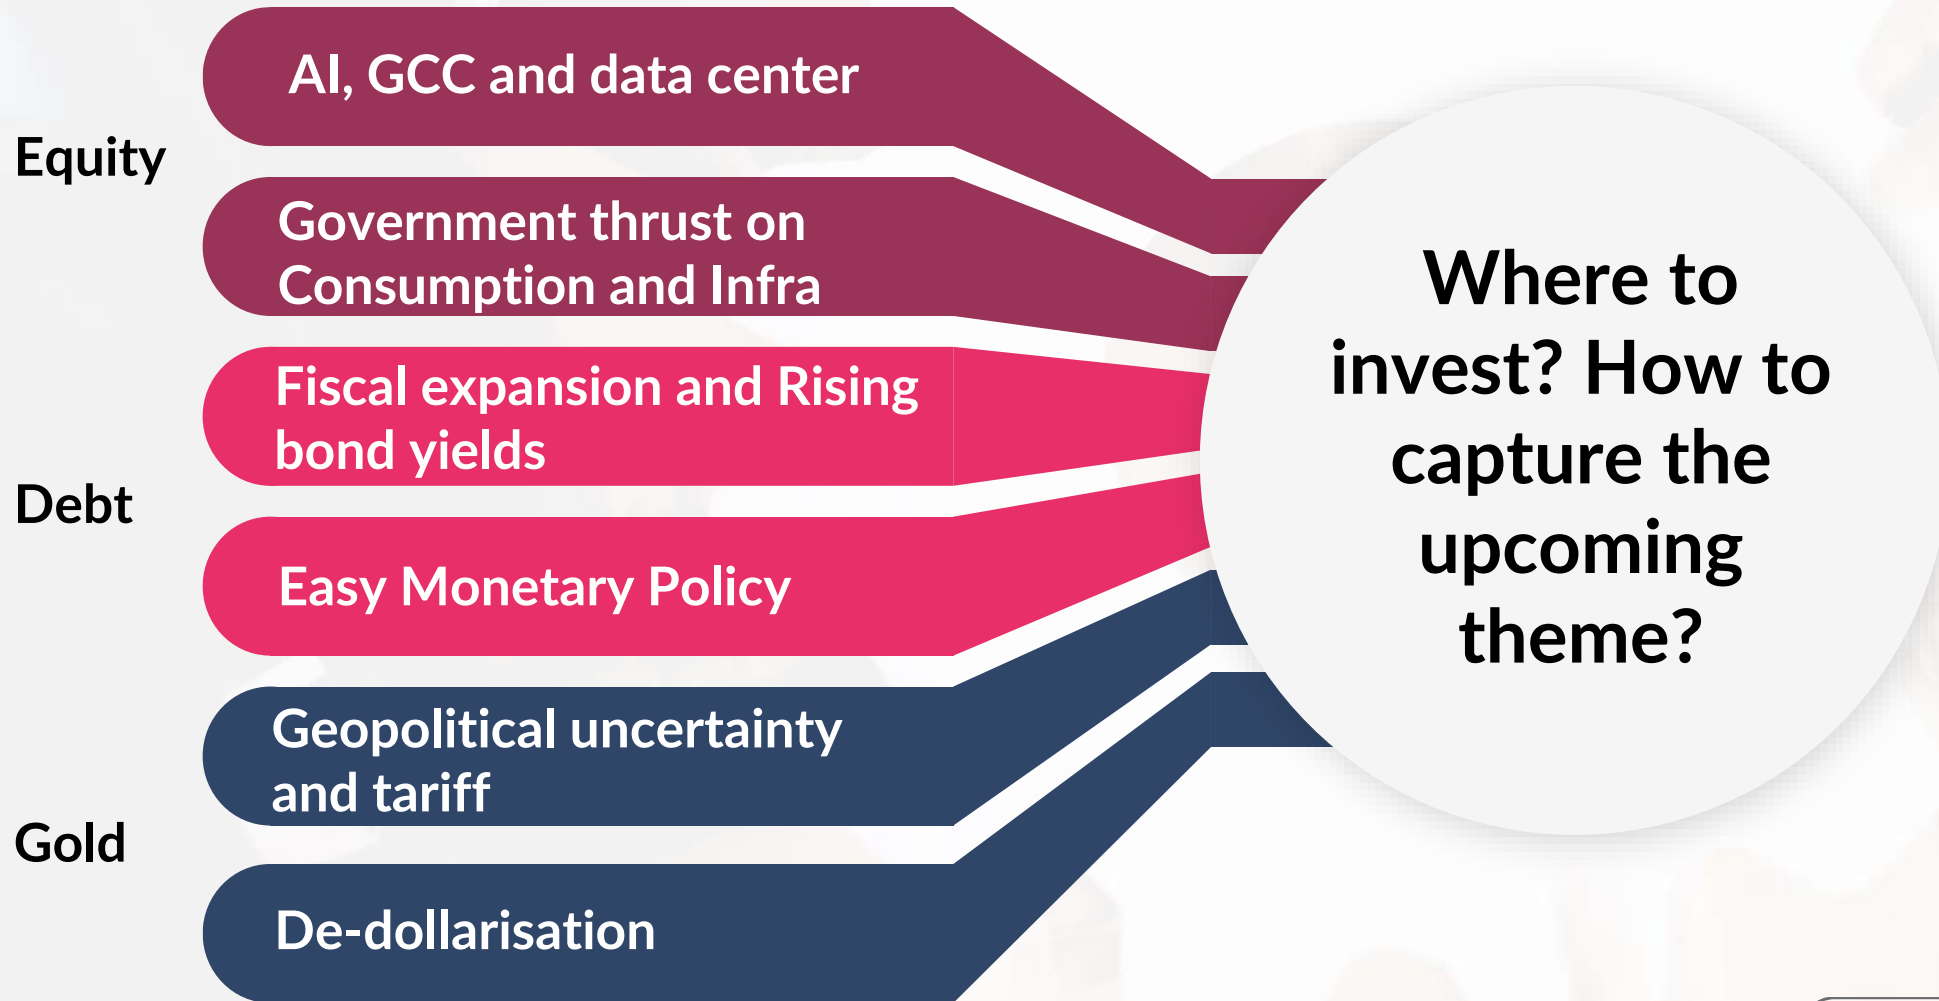 Equity
AI, GCC and data center
Government thrust on
Consumption and Infra
Debt
Fiscal expansion and Rising
bond yields
Easy Monetary Policy
Gold
Geopolitical uncertainty
and tariff
De-dollarisation
Where to
invest? How to
capture the
upcoming
theme?